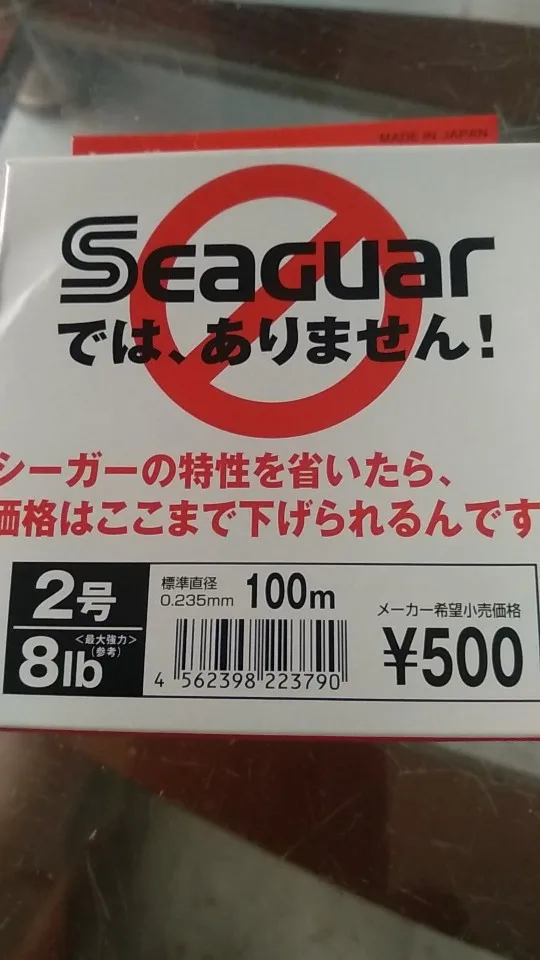 MADE IN JAPAN
Seaguar
では、ありません!
シーガーの特性を省いたら、
価格はここまで下げられるんです
2号
8lb
<最大強力>
(参考)
標準直径
0.235mm
100m
4 562398 223790
メーカー希望小売価格
¥500